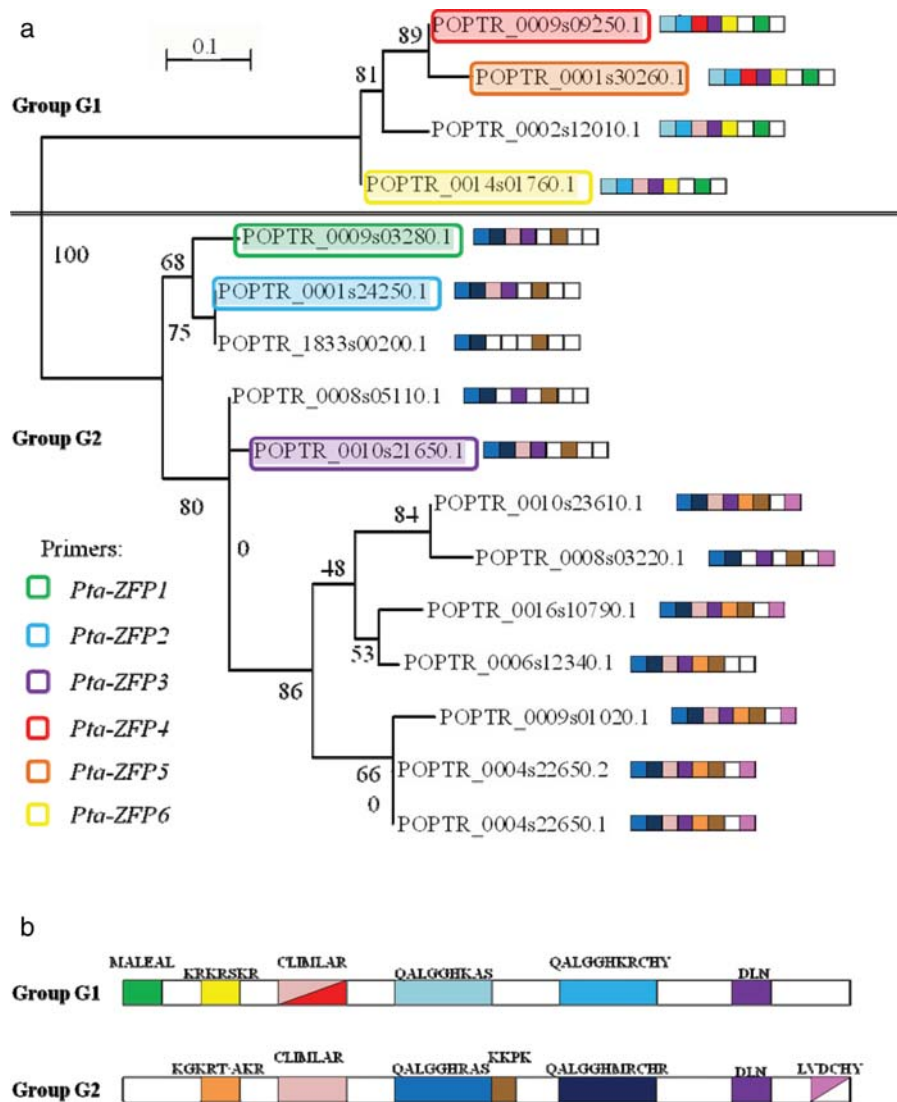 a
0.1
89
POPTR_0009s09250.1
81
POPTR_0001s30260.1
Group G1
POPTR_0002s12010.1
POPTR_0014s01760.1
100
POPTR_0009s03280.1
68
POPTR_0001s24250.1
75
POPTR_1833s00200.1
POPTR_0008s05110.1
Group G2
POPTR_0010s21650.1
80
0
POPTR_0010s23610.1
84
POPTR_0008s03220.1
48
POPTR_0016s10790.1
53
POPTR_0006s12340.1
86
POPTR_0009s01020.1
66
POPTR_0004s22650.2
0
POPTR_0004s22650.1
Primers:
Pta-ZFP1
Pta-ZFP2
Pta-ZFP3
Pta-ZFP4
Pta-ZFP5
Pta-ZFP6
b
MALEAL KRKRSKR CLIMLAR QALGGHKAS QALGGHKRCHY DLN
Group G1
KGKRT-AKR CLIMLAR QALGGHRAS KKPK QALGGHMRCHR DLN LVDCHY
Group G2